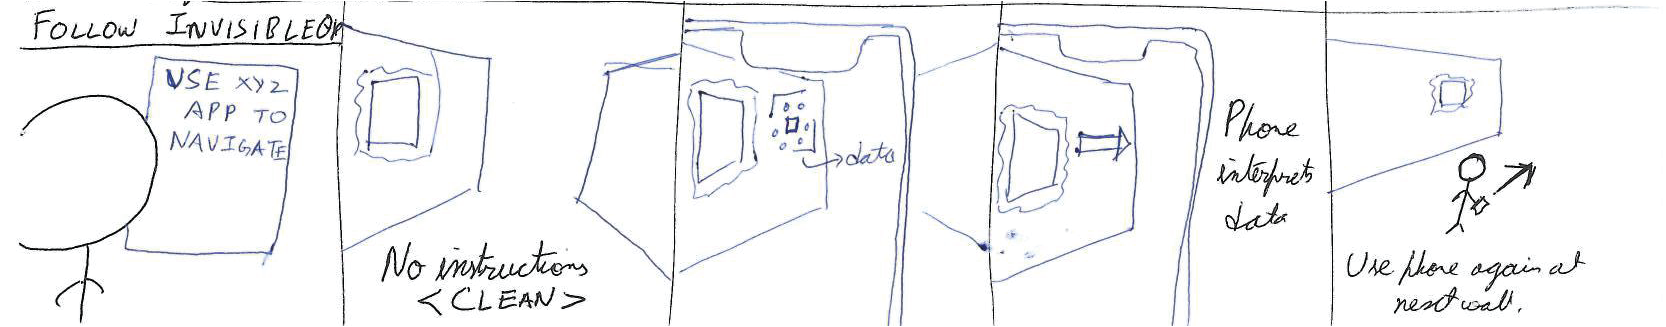 FOLLOW INVISIBLEQR
USE XYZ
APP TO
NAVIGATE
No instructions
<CLEAN>
data
Phone
interprets
data
Use phone again at
next wall.